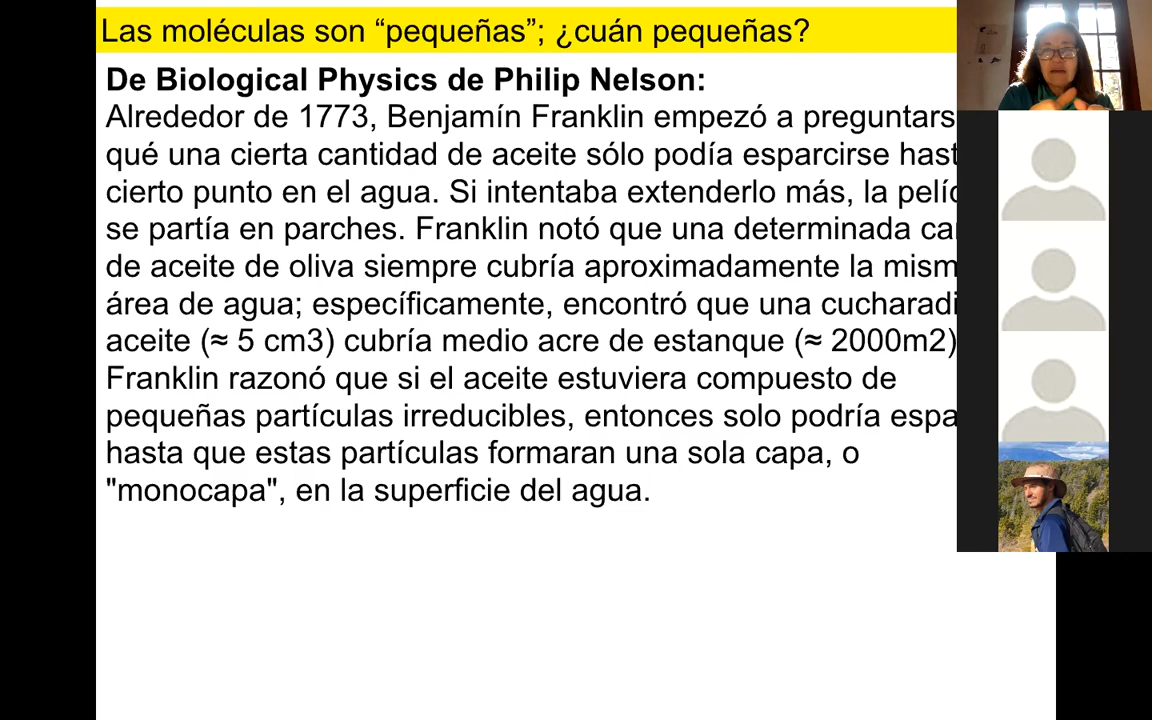 Las moléculas son “pequeñas”; ¿cuán pequeñas?
De Biological Physics de Philip Nelson:
Alrededor de 1773, Benjamín Franklin empezó a preguntars
qué una cierta cantidad de aceite sólo podía esparcirse hast
cierto punto en el agua. Si intentaba extenderlo más, la pelíc
se partía en parches. Franklin notó que una determinada ca
de aceite de oliva siempre cubría aproximadamente la mism
área de agua; específicamente, encontró que una cucharadi
aceite (≈ 5 cm3) cubría medio acre de estanque (≈ 2000m2)
Franklin razonó que si el aceite estuviera compuesto de
pequeñas partículas irreducibles, entonces solo podría espa
hasta que estas partículas formaran una sola capa, o
"monocapa", en la superficie del agua.